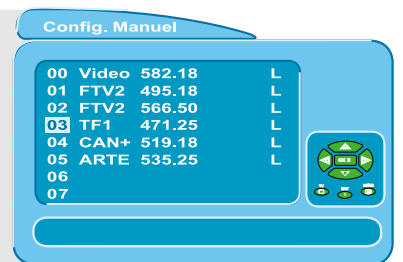 Config. Manuel
00 Video 582.18 L
01 FTV2 495.18 L
02 FTV2 566.50 L
03 TF1 471.25 L
04 CAN+ 519.18 L
05 ARTE 535.25 L
06
07